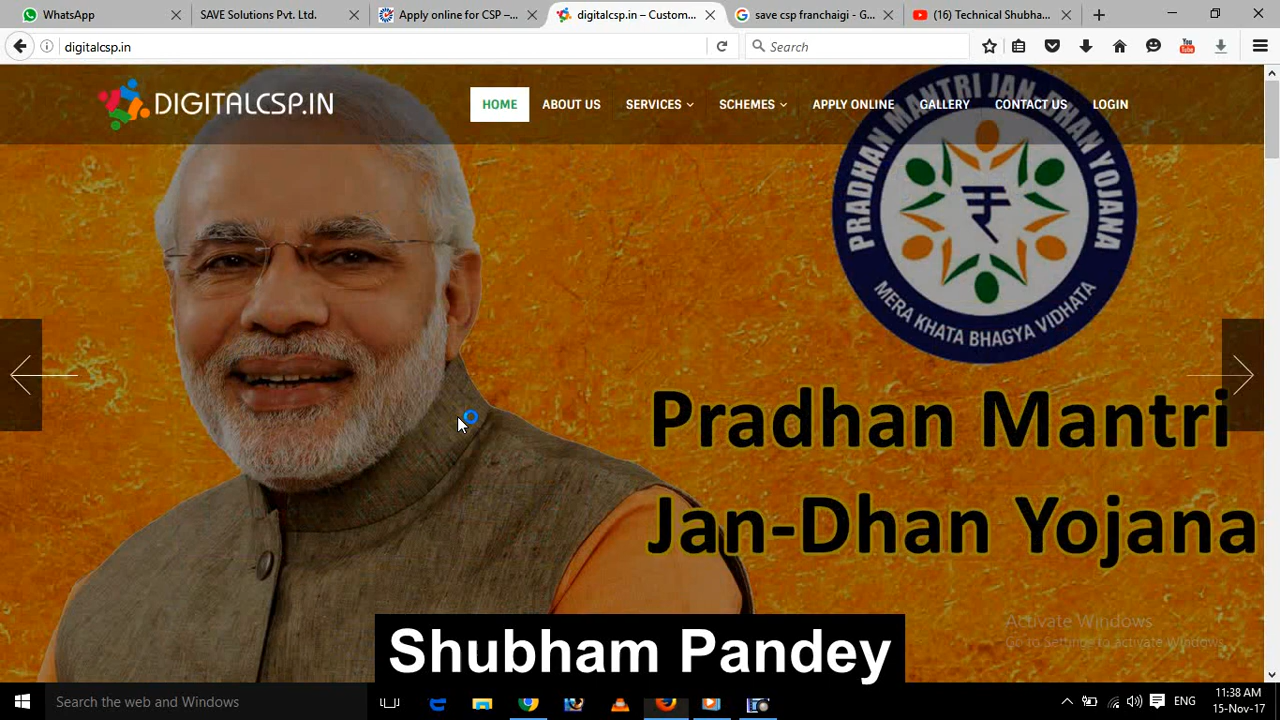 WhatsApp
SAVE Solutions Pvt. Ltd.
Apply online for CSP –...
digitalcsp.in – Custom...
save csp franchaigi - G...
(16) Technical Shubha...
digitalcsp.in
Search
You
Tube
DIGITALCSP.IN
HOME
ABOUT US
SERVICES
SCHEMES
APPLY ONLINE
GALLERY
CONTACT US
LOGIN
PRADHAN MANTRI JAN-DHAN YOJANA
₹
MERA KHATA BHAGYA VIDHATA
Pradhan Mantri
Jan-Dhan Yojana
Activate Windows
Go to Settings to activate Windows.
Shubham Pandey
Search the web and Windows
ENG
11:38 AM
15-Nov-17